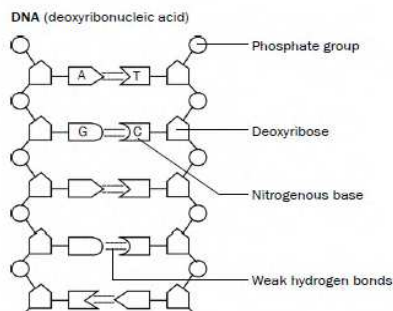 DNA (deoxyribonucleic acid)
Phosphate group
A T
G C
Deoxyribose
Nitrogenous base
Weak hydrogen bonds